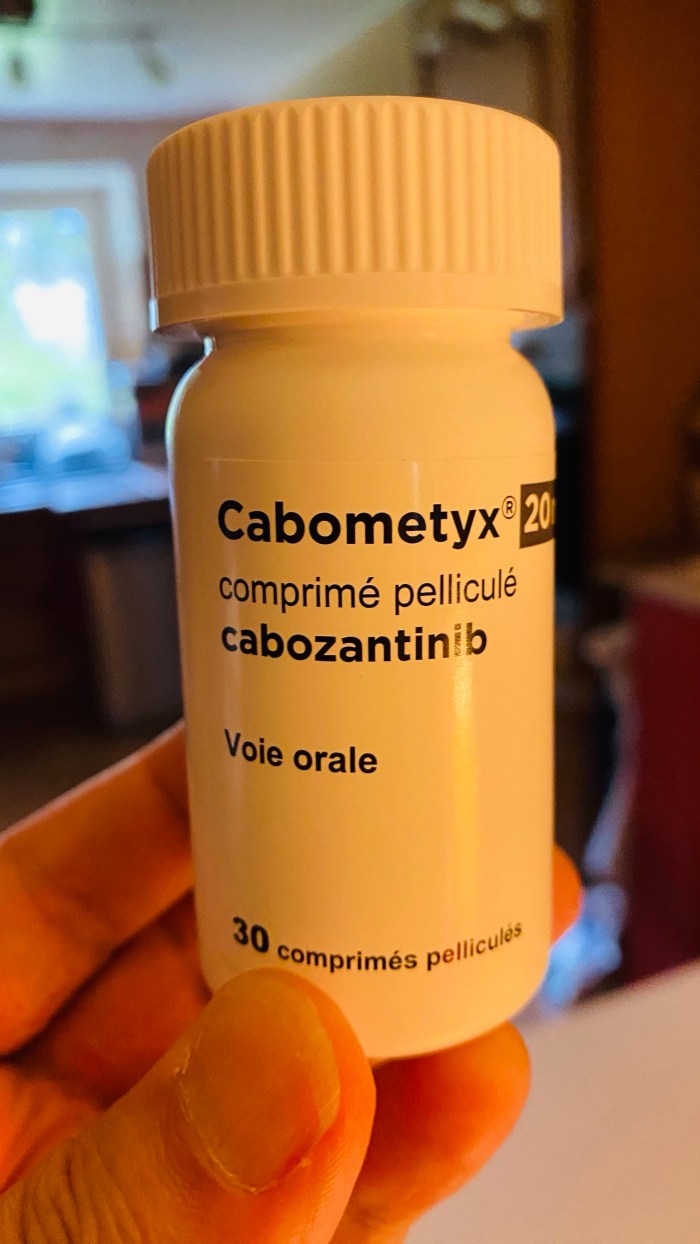 Cabometyx® 20
comprimé pelliculé
cabozantinib
Voie orale
30 comprimés pelliculés